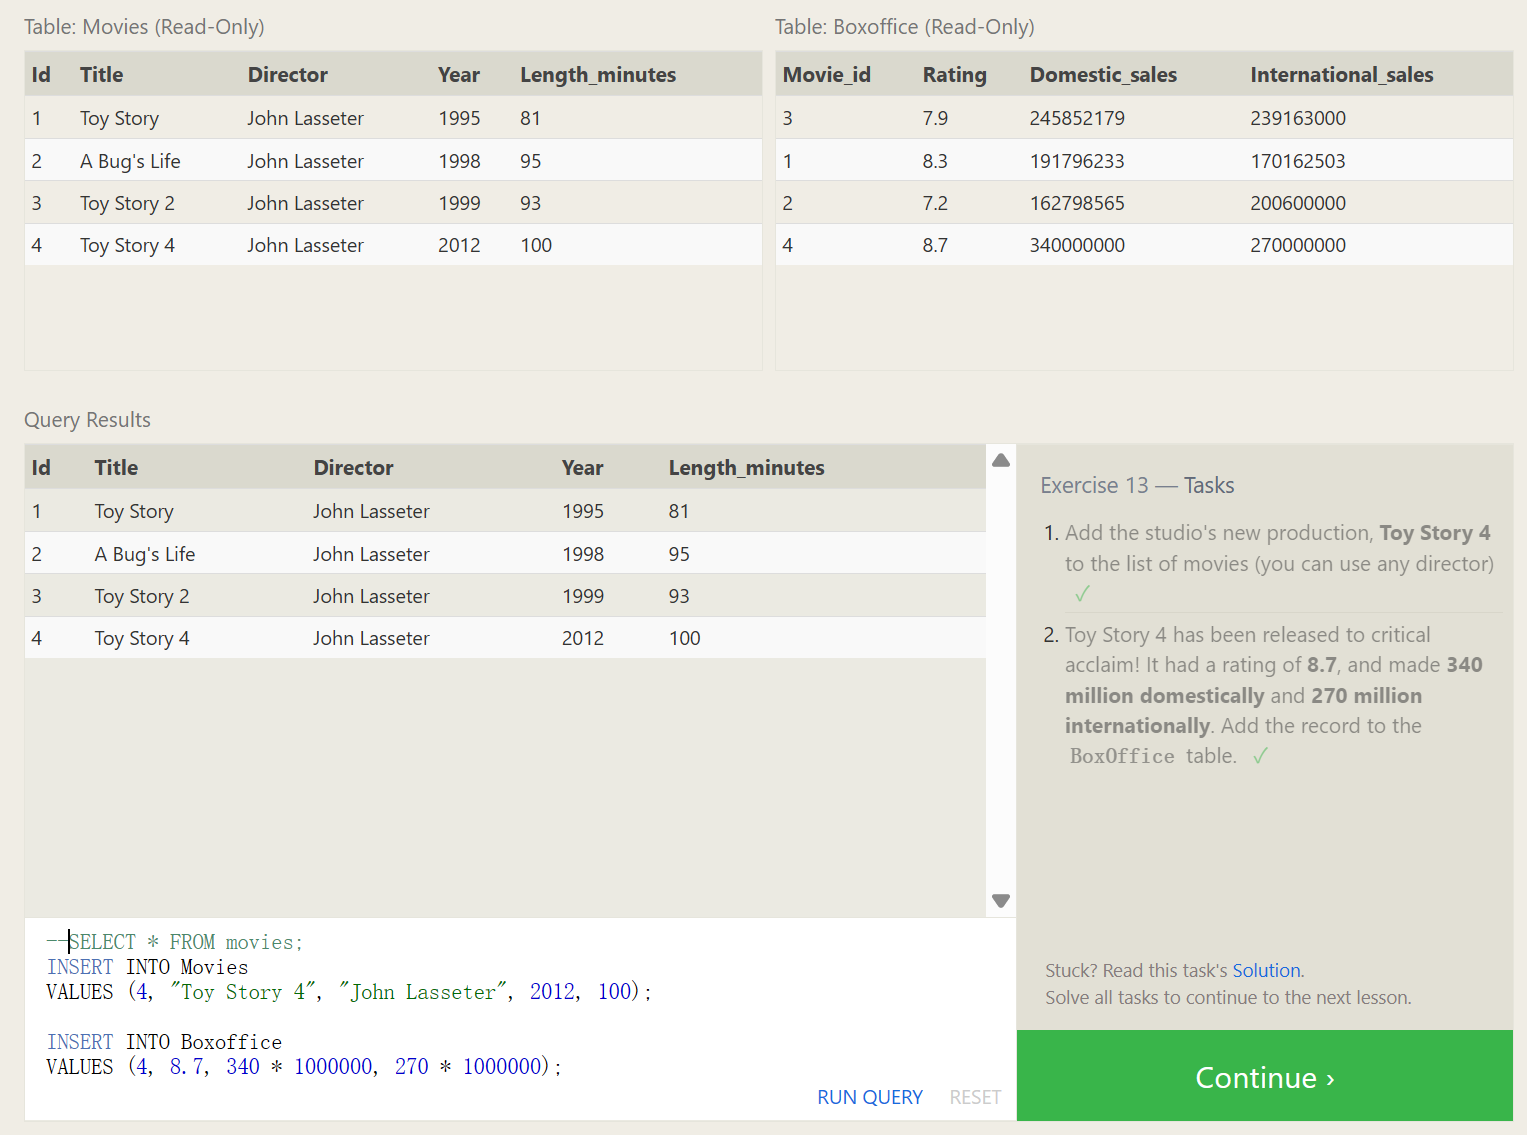 Table: Movies (Read-Only)
Id Title Director Year Length_minutes
1 Toy Story John Lasseter 1995 81
2 A Bug's Life John Lasseter 1998 95
3 Toy Story 2 John Lasseter 1999 93
4 Toy Story 4 John Lasseter 2012 100
Table: Boxoffice (Read-Only)
Movie_id Rating Domestic_sales International_sales
3 7.9 245852179 239163000
1 8.3 191796233 170162503
2 7.2 162798565 200600000
4 8.7 340000000 270000000
Query Results
Id Title Director Year Length_minutes
1 Toy Story John Lasseter 1995 81
2 A Bug's Life John Lasseter 1998 95
3 Toy Story 2 John Lasseter 1999 93
4 Toy Story 4 John Lasseter 2012 100
--SELECT * FROM movies;
INSERT INTO Movies
VALUES (4, "Toy Story 4", "John Lasseter", 2012, 100);
INSERT INTO Boxoffice
VALUES (4, 8.7, 340 * 1000000, 270 * 1000000);
RUN QUERY RESET
Exercise 13 — Tasks
1. Add the studio's new production, Toy Story 4
to the list of movies (you can use any director)
✓
2. Toy Story 4 has been released to critical
acclaim! It had a rating of 8.7, and made 340
million domestically and 270 million
internationally. Add the record to the
BoxOffice table. ✓
Stuck? Read this task's Solution.
Solve all tasks to continue to the next lesson.
Continue ›